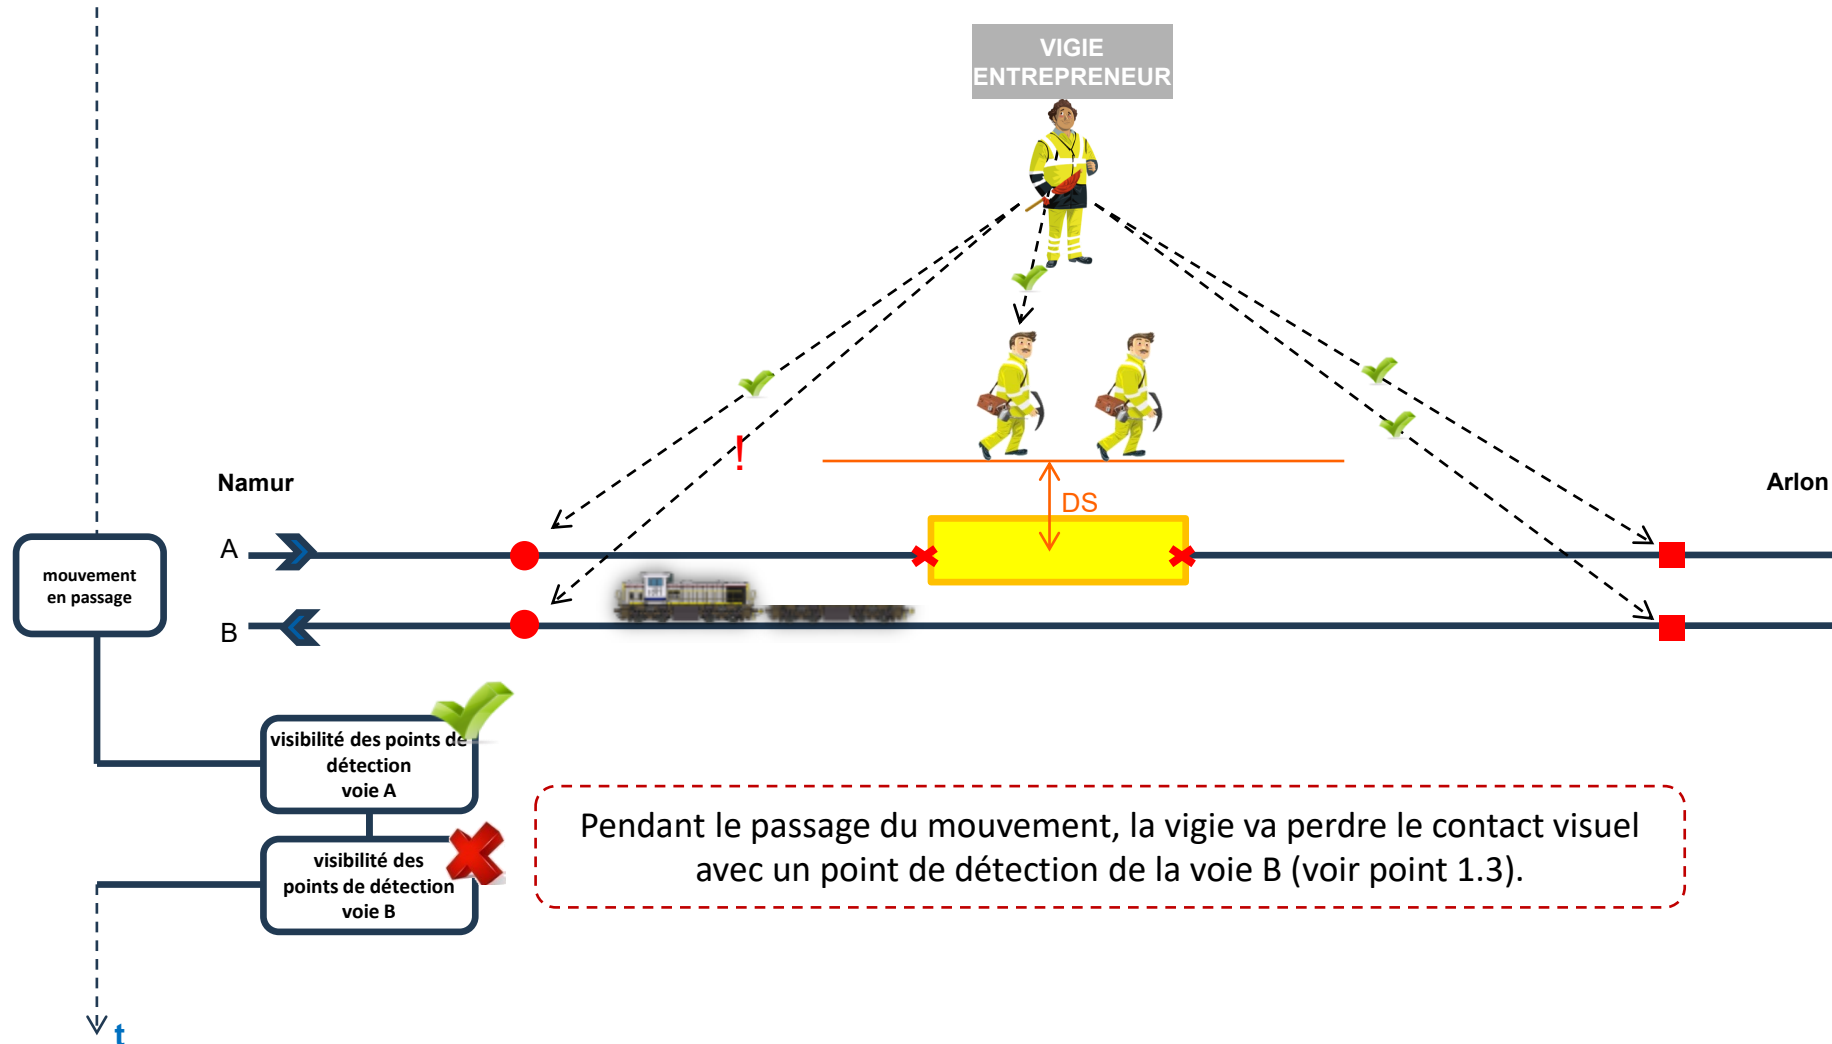 VIGIE
ENTREPRENEUR
Namur
Arlon
DS
A
B
!
mouvement
en passage
visibilité des points de
détection
voie A
visibilité des
points de détection
voie B
Pendant le passage du mouvement, la vigie va perdre le contact visuel
avec un point de détection de la voie B (voir point 1.3).
t